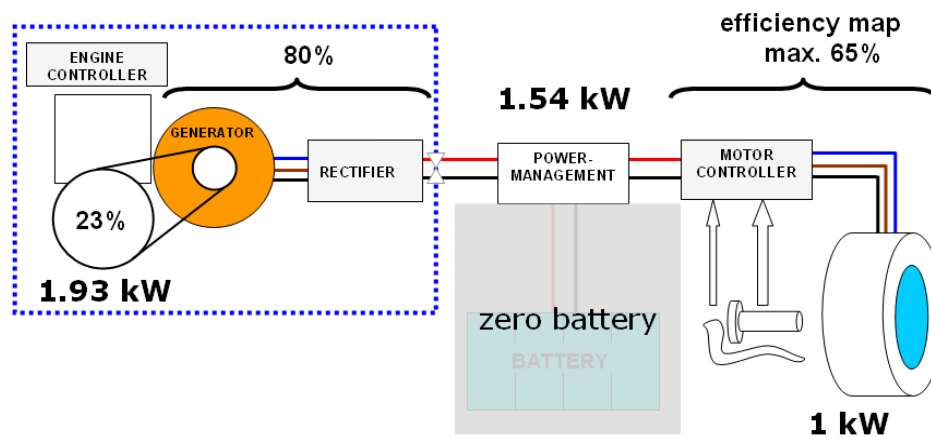 efficiency map
max. 65%
ENGINE
CONTROLLER
80%
1.54 kW
GENERATOR
RECTIFIER
POWER-
MANAGEMENT
MOTOR
CONTROLLER
23%
1.93 kW
zero battery
BATTERY
1 kW